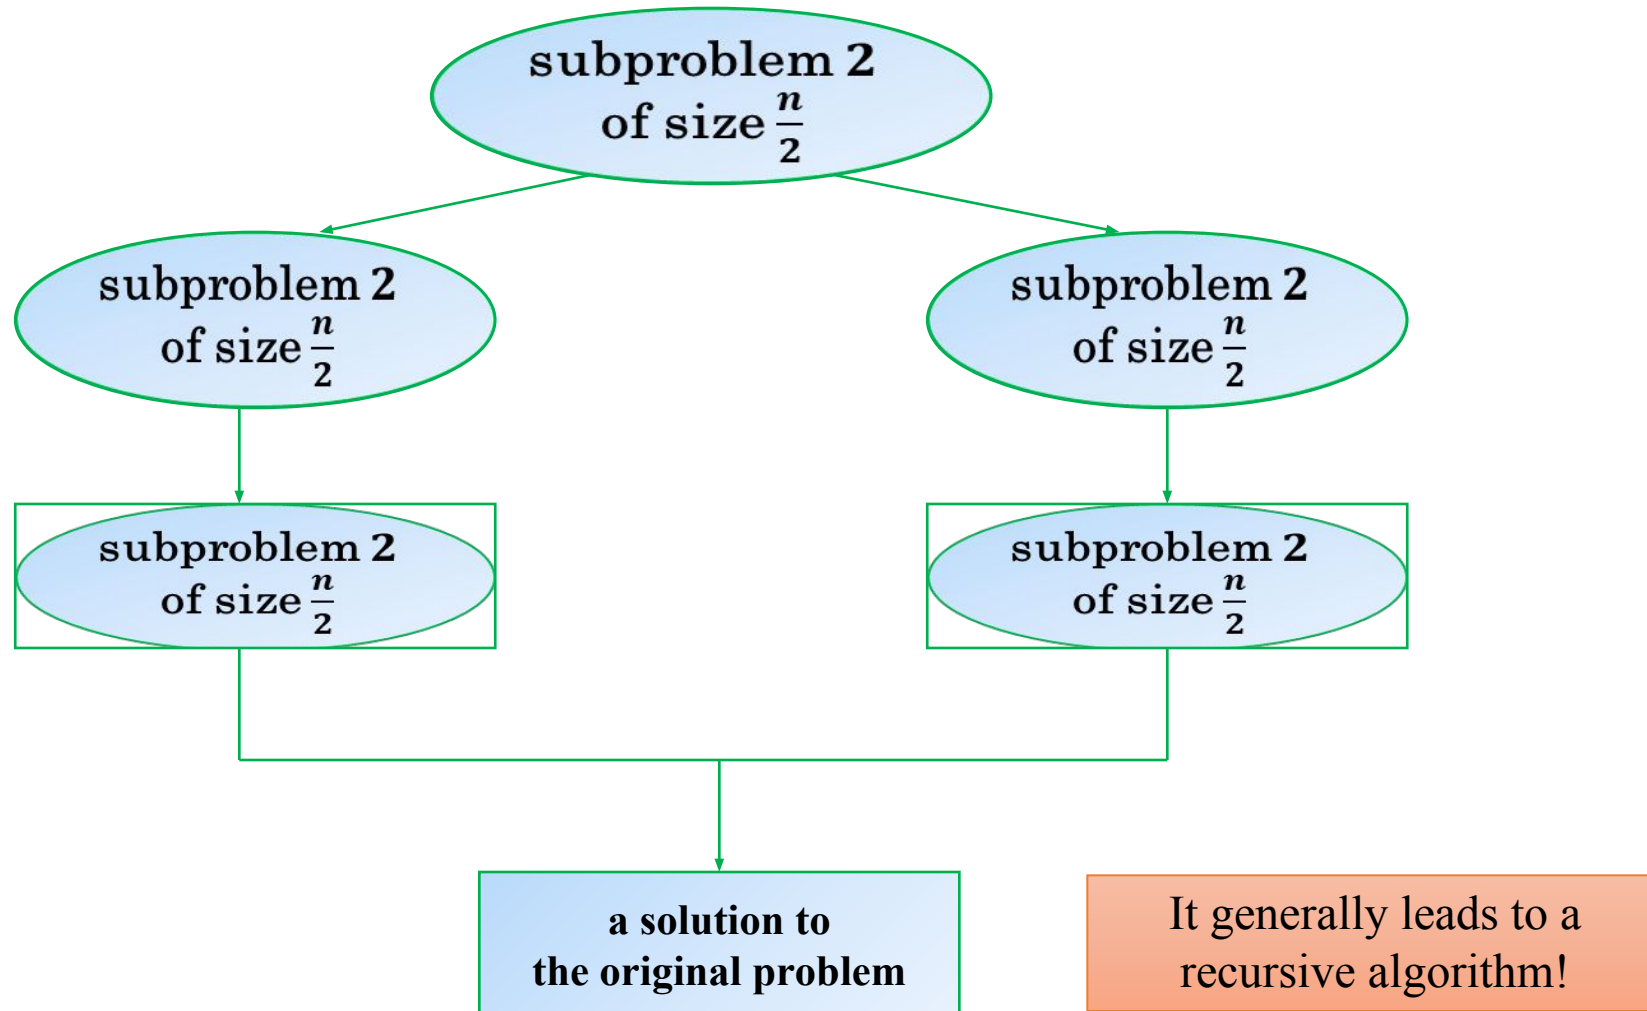 subproblem 2
of size n/2
subproblem 2
of size n/2
subproblem 2
of size n/2
subproblem 2
of size n/2
subproblem 2
of size n/2
a solution to
the original problem
It generally leads to a
recursive algorithm!